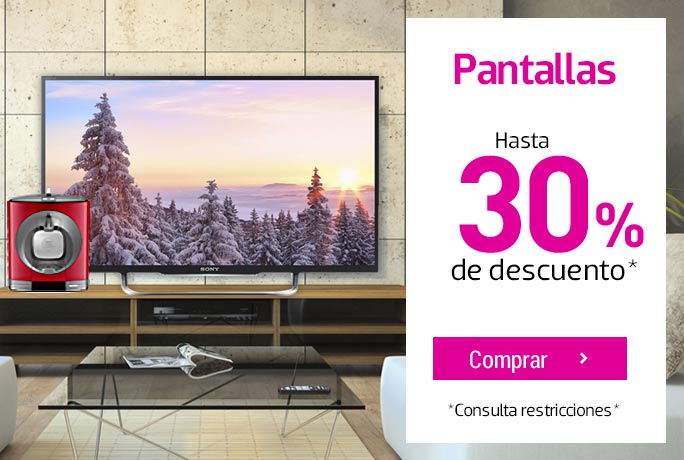 SONY
Pantallas
Hasta
30%
de descuento*
Comprar >
*Consulta restricciones*